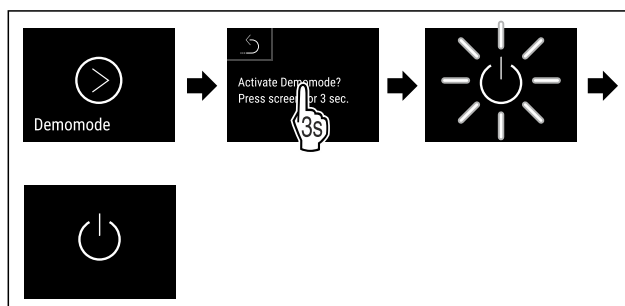 Demomode
Activate Demomode?
Press screen for 3 sec.
3s